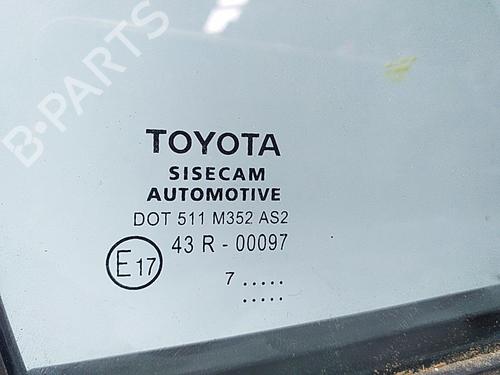 B-PARTS
TOYOTA
SISECAM
AUTOMOTIVE
DOT 511 M352 AS2
43 R - 00097
E17
7 .....
.....